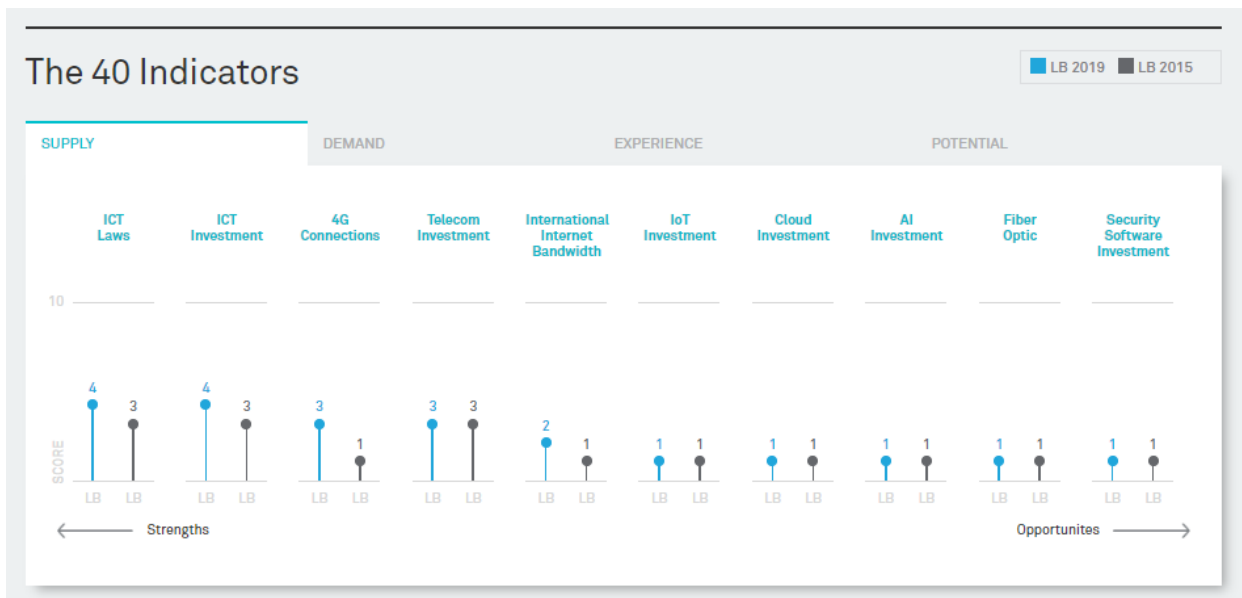 The 40 Indicators
LB 2019 LB 2015
SUPPLY DEMAND EXPERIENCE POTENTIAL
ICT
Laws
ICT
Investment
4G
Connections
Telecom
Investment
International
Internet
Bandwidth
IoT
Investment
Cloud
Investment
AI
Investment
Fiber
Optic
Security
Software
Investment
10
4 3 4 3 3 1 3 3 2 1 1 1 1 1 1 1 1 1 1 1
SCORE
LB LB LB LB LB LB LB LB LB LB LB LB LB LB LB LB LB LB LB LB
Strengths Opportunites